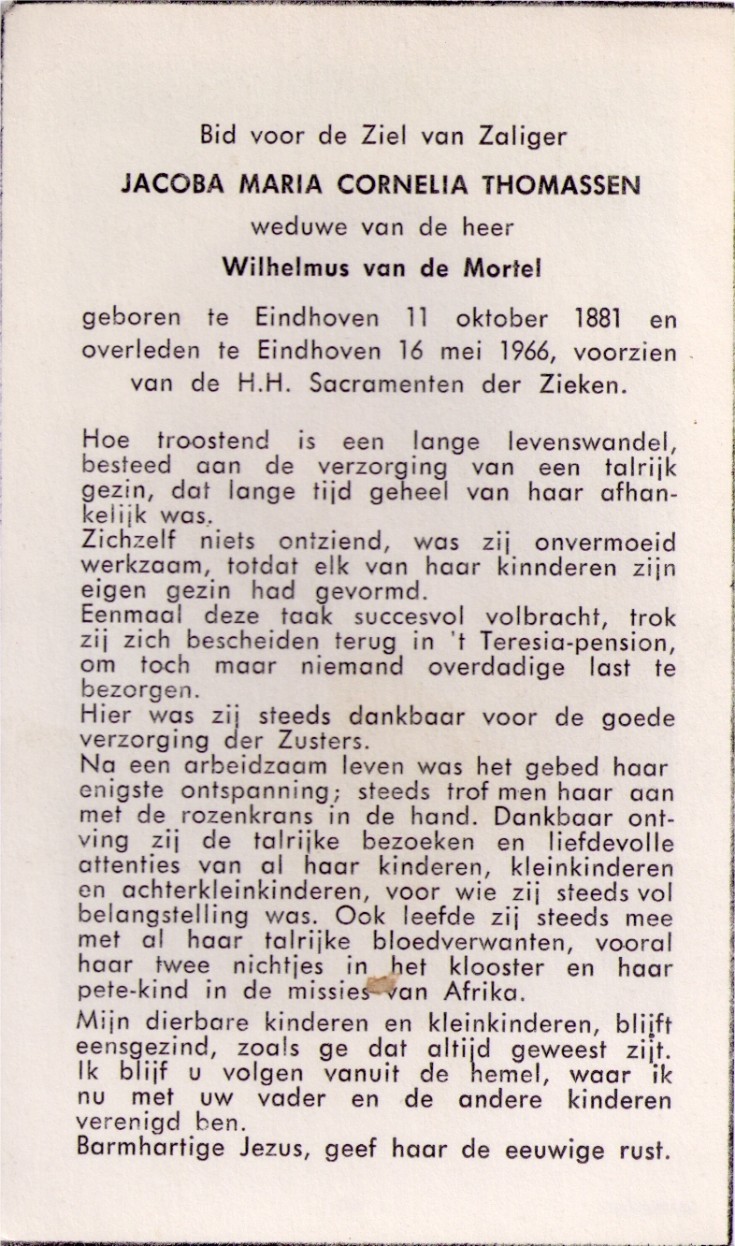 Bid voor de Ziel van Zaliger
JACOBA MARIA CORNELIA THOMASSEN
weduwe van de heer
Wilhelmus van de Mortel
geboren te Eindhoven 11 oktober 1881 en
overleden te Eindhoven 16 mei 1966, voorzien
van de H.H. Sacramenten der Zieken.
Hoe troostend is een lange levenswandel,
besteed aan de verzorging van een talrijk
gezin, dat lange tijd geheel van haar afhan-
kelijk was.
Zichzelf niets ontziend, was zij onvermoeid
werkzaam, totdat elk van haar kinnderen zijn
eigen gezin had gevormd.
Eenmaal deze taak succesvol volbracht, trok
zij zich bescheiden terug in 't Teresia-pension,
om toch maar niemand overdadige last te
bezorgen.
Hier was zij steeds dankbaar voor de goede
verzorging der Zusters.
Na een arbeidzaam leven was het gebed haar
enigste ontspanning; steeds trof men haar aan
met de rozenkrans in de hand. Dankbaar ont-
ving zij de talrijke bezoeken en liefdevolle
attenties van al haar kinderen, kleinkinderen
en achterkleinkinderen, voor wie zij steeds vol
belangstelling was. Ook leefde zij steeds mee
met al haar talrijke bloedverwanten, vooral
haar twee nichtjes in het klooster en haar
pete-kind in de missies van Afrika.
Mijn dierbare kinderen en kleinkinderen, blijft
eensgezind, zoals ge dat altijd geweest zijt.
Ik blijf u volgen vanuit de hemel, waar ik
nu met uw vader en de andere kinderen
verenigd ben.
Barmhartige Jezus, geef haar de eeuwige rust.